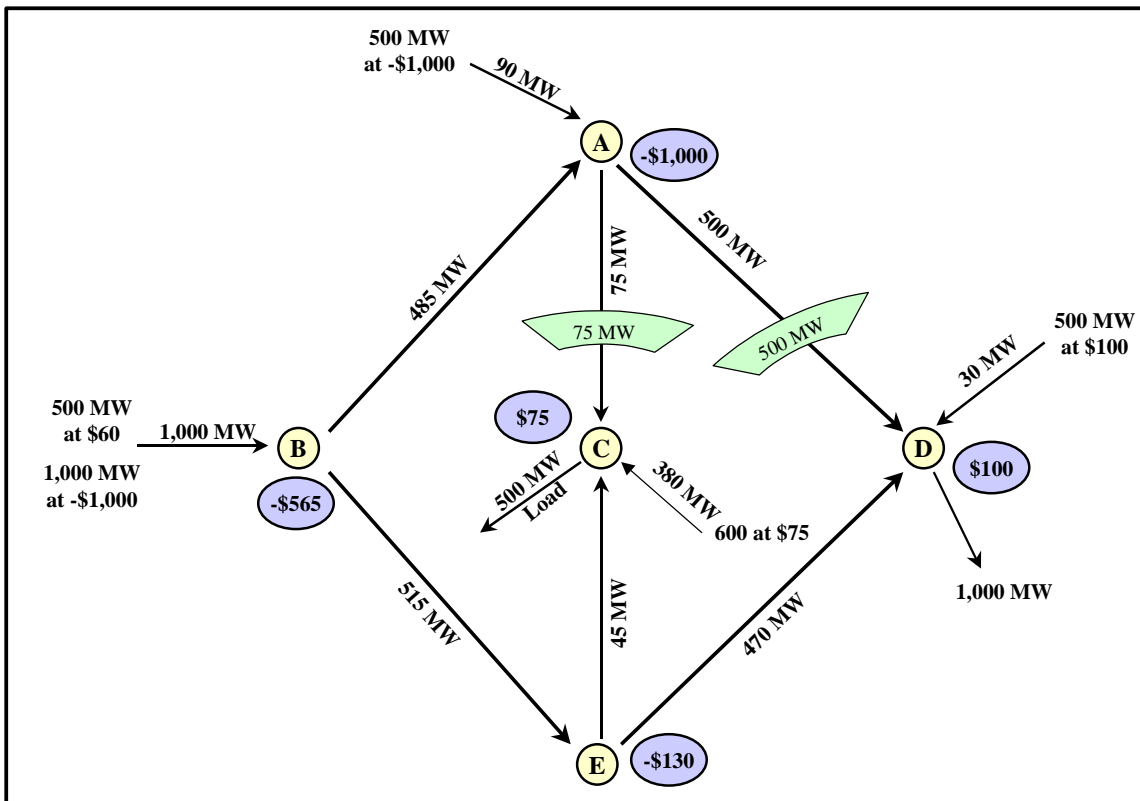 500 MW
at -$1,000
90 MW
A
-$1,000
485 MW
75 MW
500 MW
75 MW
500 MW
500 MW
at $100
30 MW
500 MW
at $60
1,000 MW
1,000 MW
at -$1,000
B
-$565
$75
C
500 MW
Load
380 MW
600 at $75
D
$100
1,000 MW
515 MW
45 MW
470 MW
E
-$130